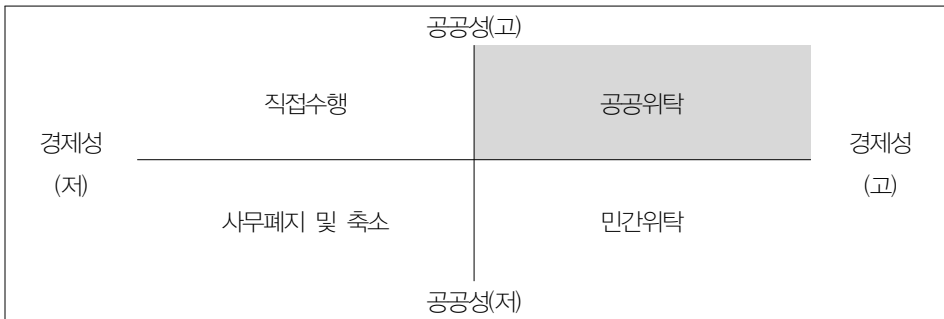 공공성(고)
직접수행 공공위탁
경제성 경제성
(저) (고)
사무폐지 및 축소 민간위탁
공공성(저)